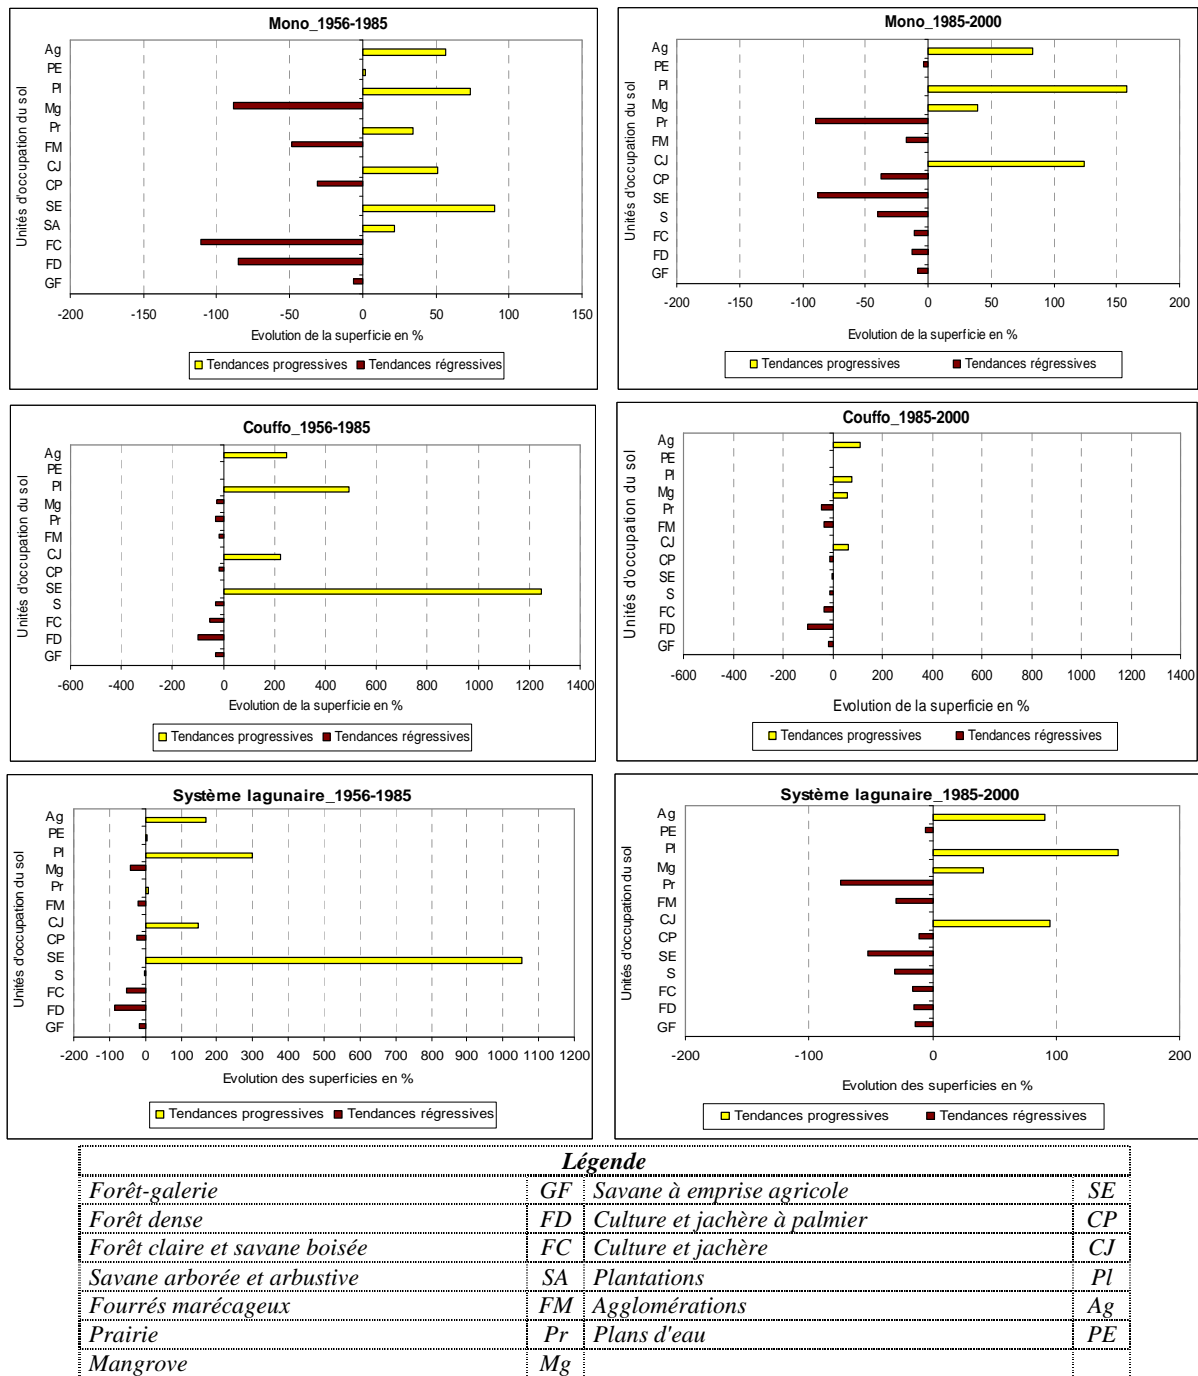 Mono_1956-1985
Unités d'occupation du sol
Ag
PE
Pl
Mg
Pr
FM
CJ
CP
SE
SA
FC
FD
GF
-200 -150 -100 -50 0 50 100 150
Evolution de la superficie en %
Tendances progressives Tendances régressives
Mono_1985-2000
Unités d'occupation du sol
Ag
PE
Pl
Mg
Pr
FM
CJ
CP
SE
S
FC
FD
GF
-200 -150 -100 -50 0 50 100 150 200
Evolution de la superficie en %
Tendances progressives Tendances régressives
Couffo_1956-1985
Unités d'occupation du sol
Ag
PE
Pl
Mg
Pr
FM
CJ
CP
SE
S
FC
FD
GF
-600 -400 -200 0 200 400 600 800 1000 1200 1400
Evolution de la superficie en %
Tendances progressives Tendances régressives
Couffo_1985-2000
Unités d'occupation du sol
Ag
PE
Pl
Mg
Pr
FM
CJ
CP
SE
S
FC
FD
GF
-600 -400 -200 0 200 400 600 800 1000 1200 1400
Evolution de la superficie en %
Tendances progressives Tendances régressives
Système lagunaire_1956-1985
Unités d'occupation du sol
Ag
PE
Pl
Mg
Pr
FM
CJ
CP
SE
S
FC
FD
GF
-200 -100 0 100 200 300 400 500 600 700 800 900 1000 1100 1200
Evolution des superficies en %
Tendances progressives Tendances régressives
Système lagunaire_1985-2000
Unités d'occupation du sol
Ag
PE
Pl
Mg
Pr
FM
CJ
CP
SE
S
FC
FD
GF
-200 -100 0 100 200
Evolution des superficies en %
Tendances progressives Tendances régressives
Légende
Forêt-galerie GF Savane à emprise agricole SE
Forêt dense FD Culture et jachère à palmier CP
Forêt claire et savane boisée FC Culture et jachère CJ
Savane arborée et arbustive SA Plantations Pl
Fourrés marécageux FM Agglomérations Ag
Prairie Pr Plans d'eau PE
Mangrove Mg